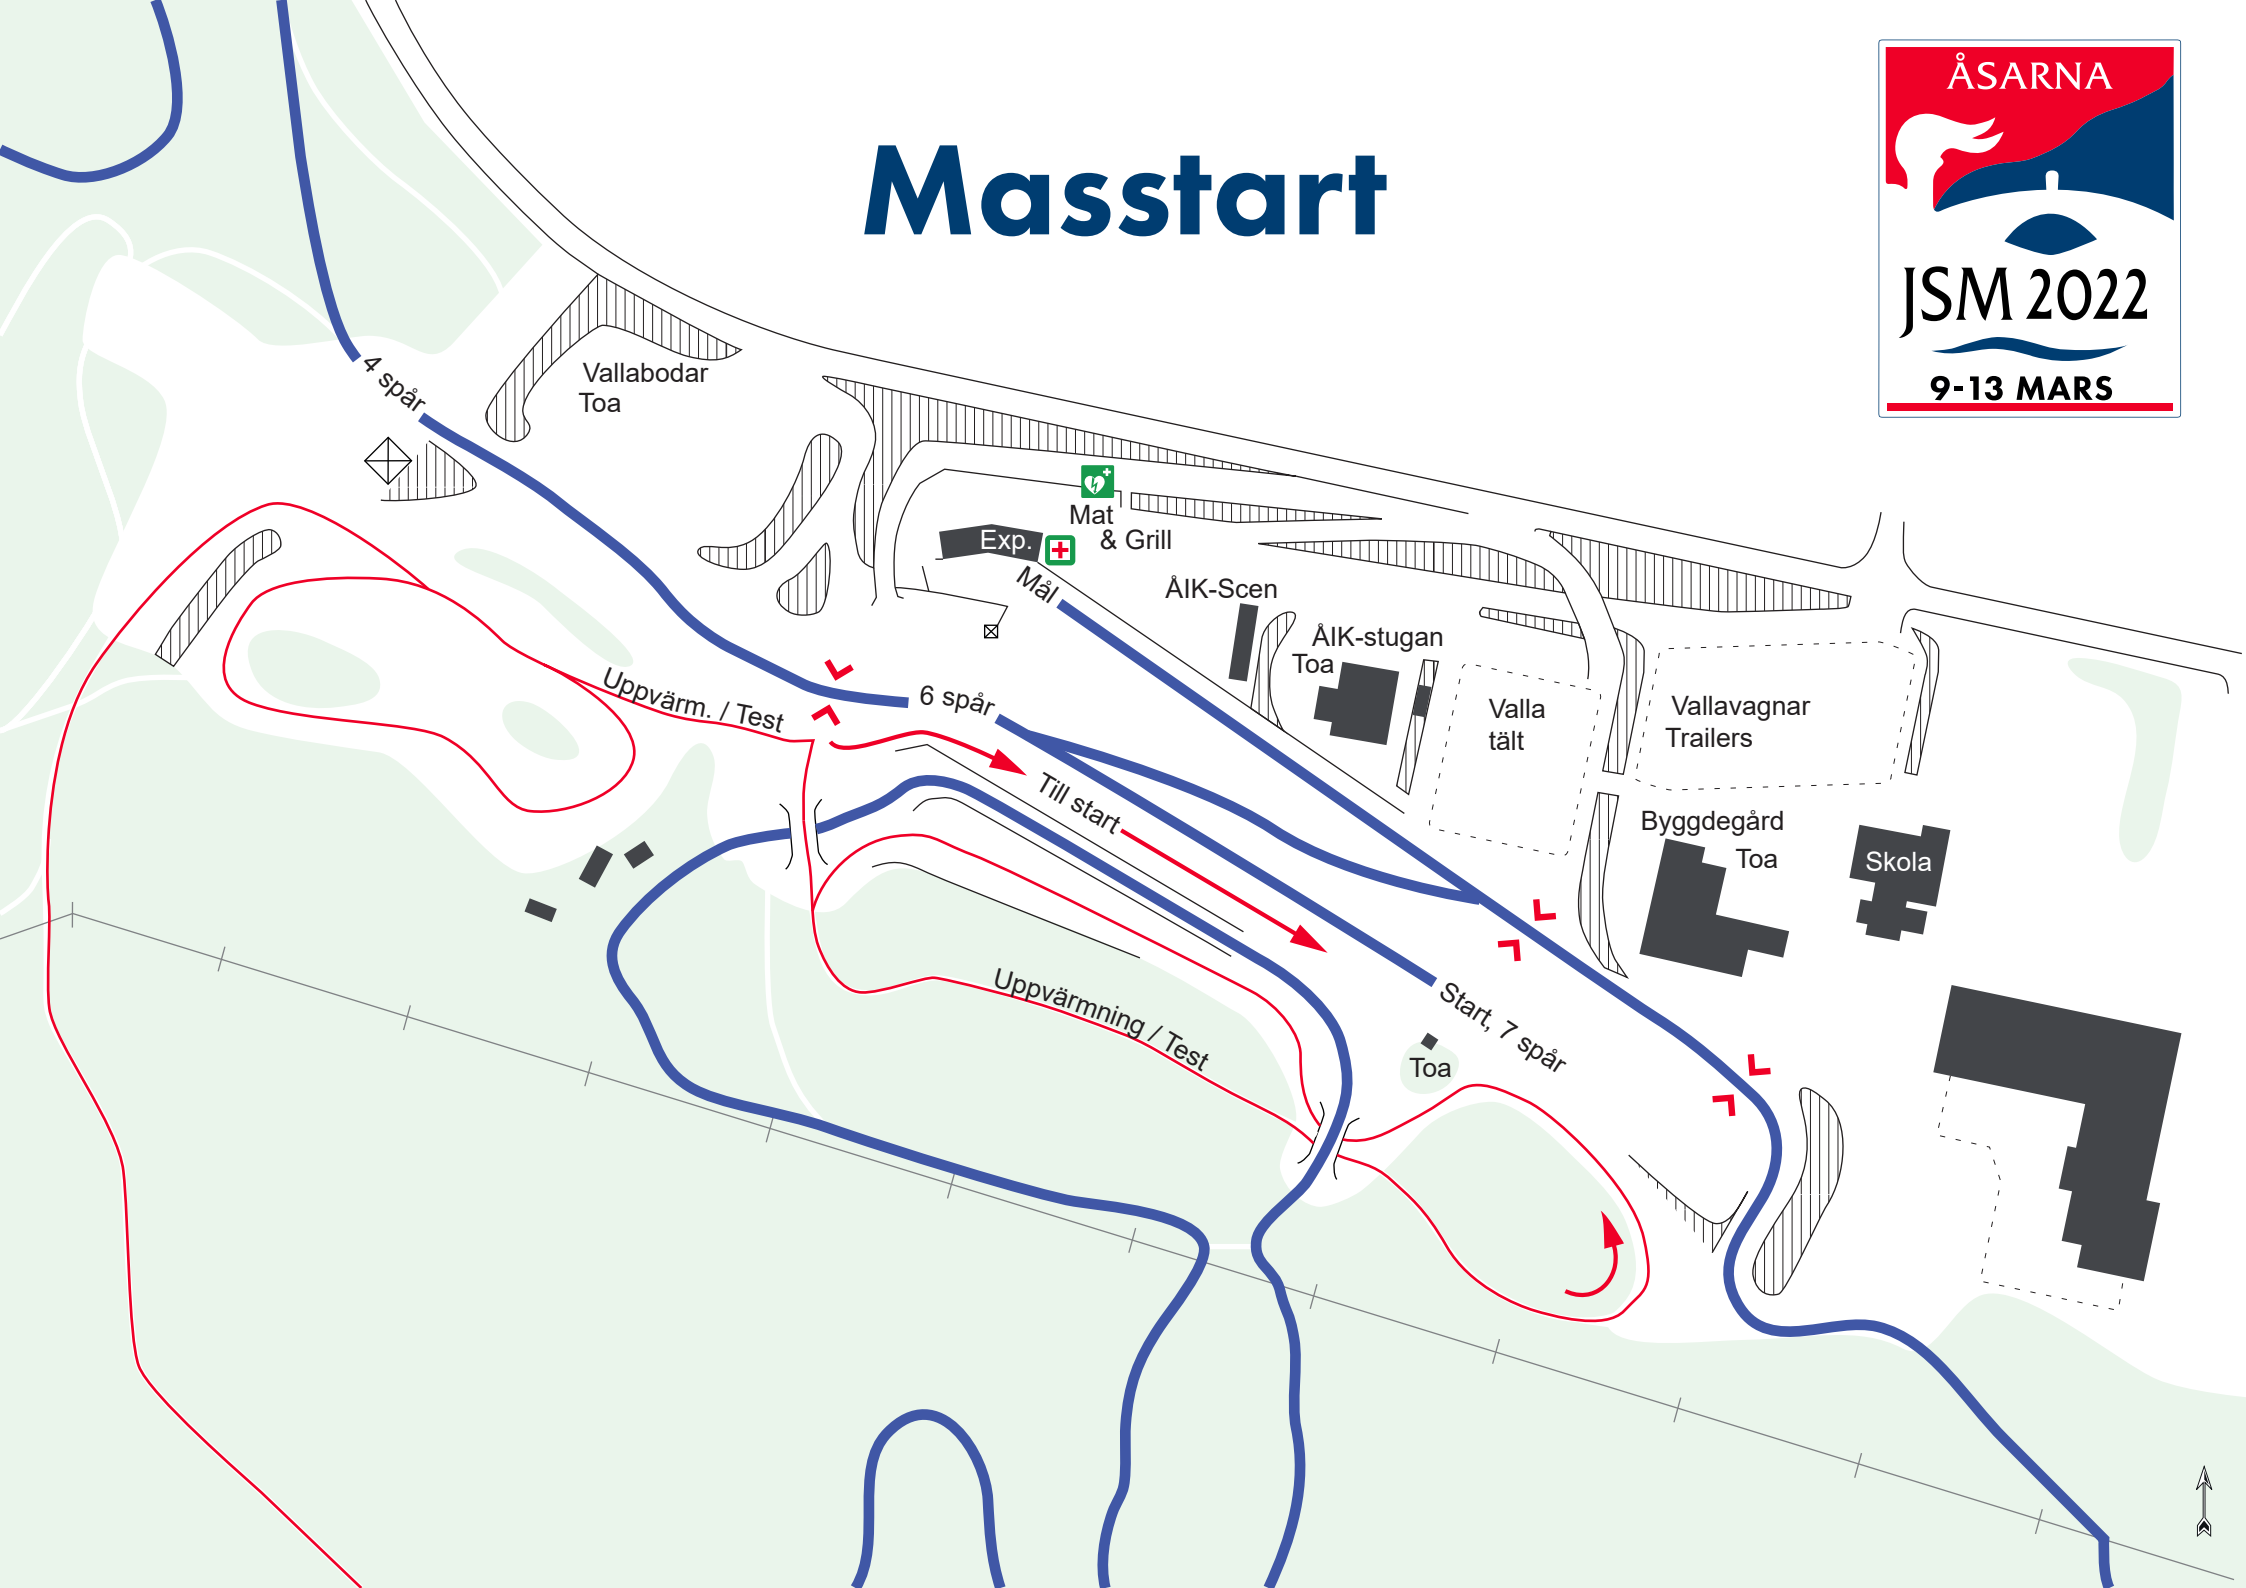 Masstart
ÅSARNA
JSM 2022
9-13 MARS
4 spår
Vallabodar
Toa
Mat
& Grill
Exp.
Mål
ÅIK-Scen
ÅIK-stugan
Toa
Uppvärm. / Test
6 spår
Valla
tält
Vallavagnar
Trailers
Till start
Byggdegård
Toa
Skola
Uppvärmning / Test
Start, 7 spår
Toa